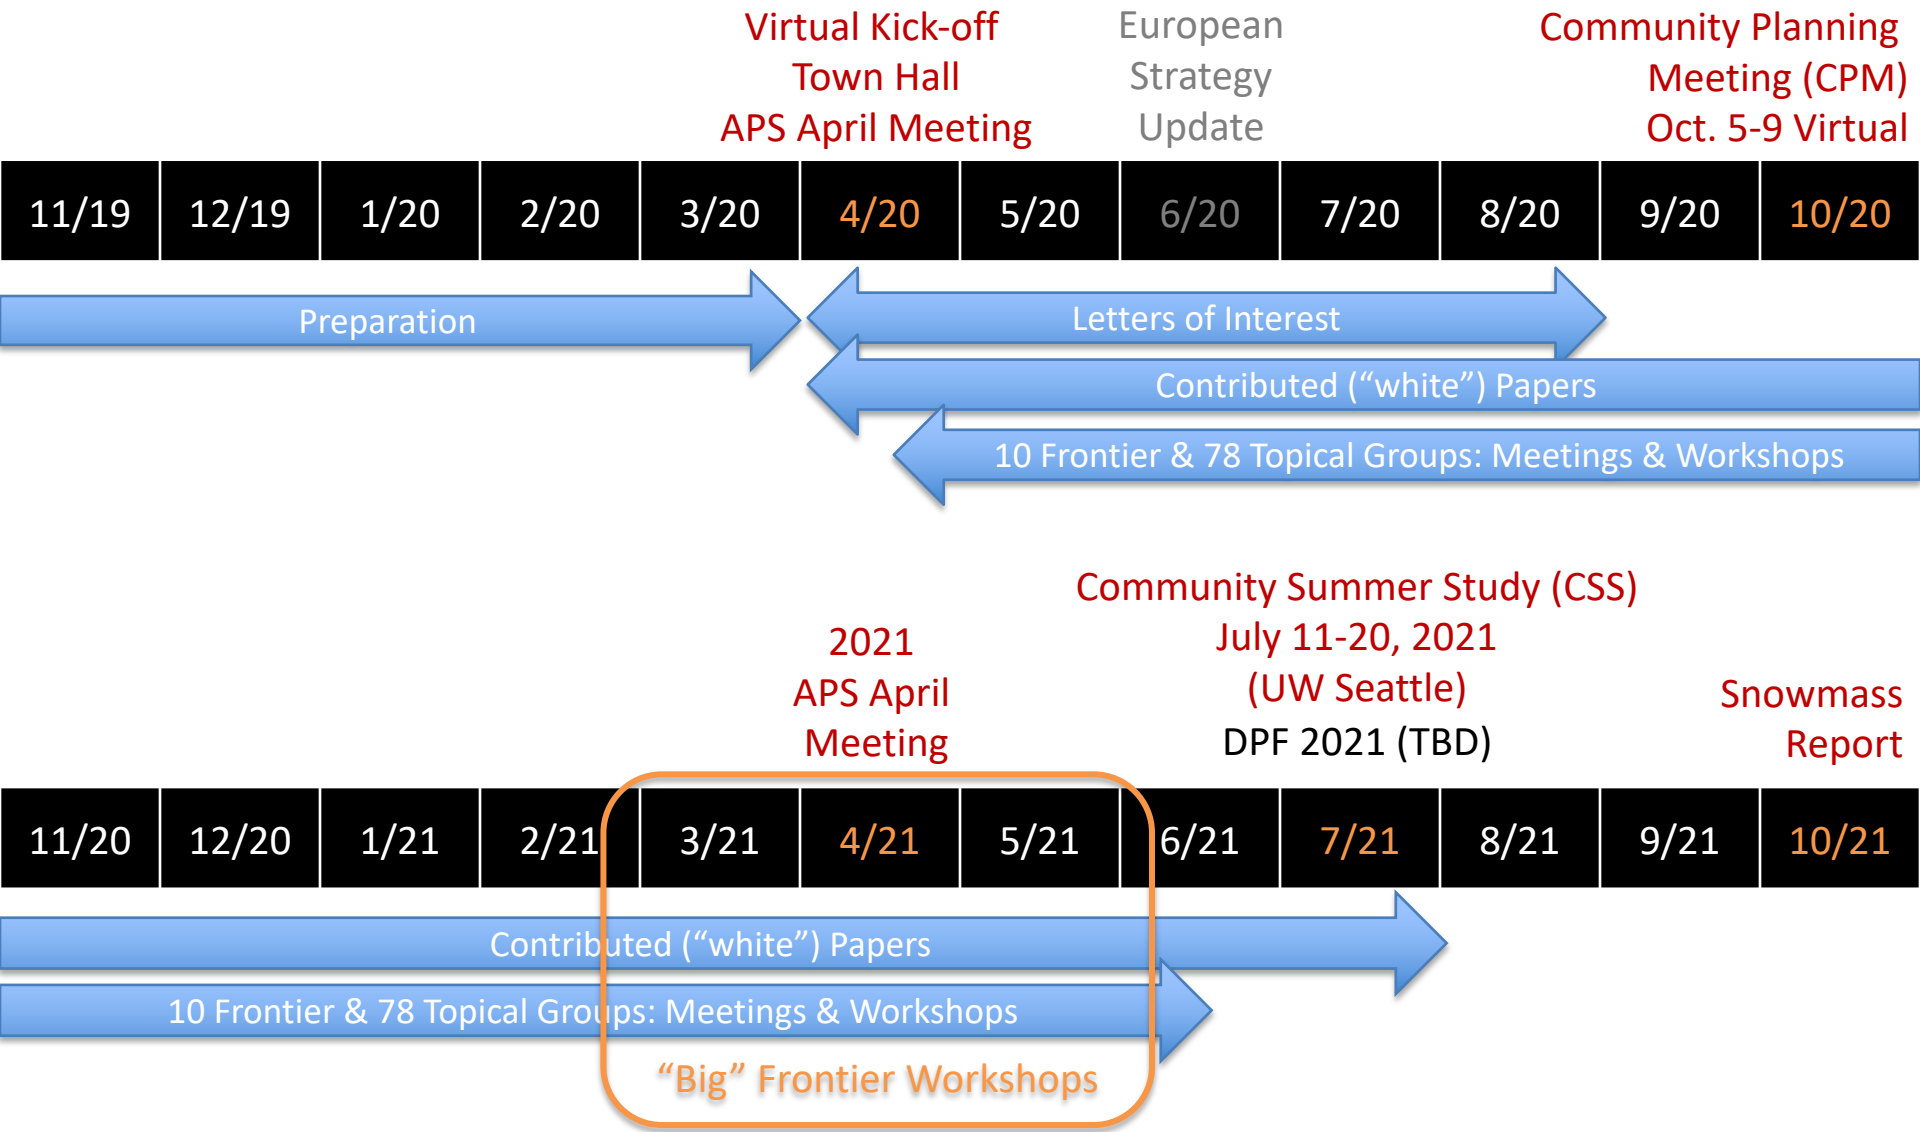 Virtual Kick-off
Town Hall
APS April Meeting
European
Strategy
Update
Community Planning
Meeting (CPM)
Oct. 5-9 Virtual
11/19 12/19 1/20 2/20 3/20 4/20 5/20 6/20 7/20 8/20 9/20 10/20
Preparation
Letters of Interest
Contributed (“white”) Papers
10 Frontier & 78 Topical Groups: Meetings & Workshops
2021
APS April
Meeting
Community Summer Study (CSS)
July 11-20, 2021
(UW Seattle)
DPF 2021 (TBD)
Snowmass
Report
11/20 12/20 1/21 2/21 3/21 4/21 5/21 6/21 7/21 8/21 9/21 10/21
Contributed (“white”) Papers
10 Frontier & 78 Topical Groups: Meetings & Workshops
“Big” Frontier Workshops